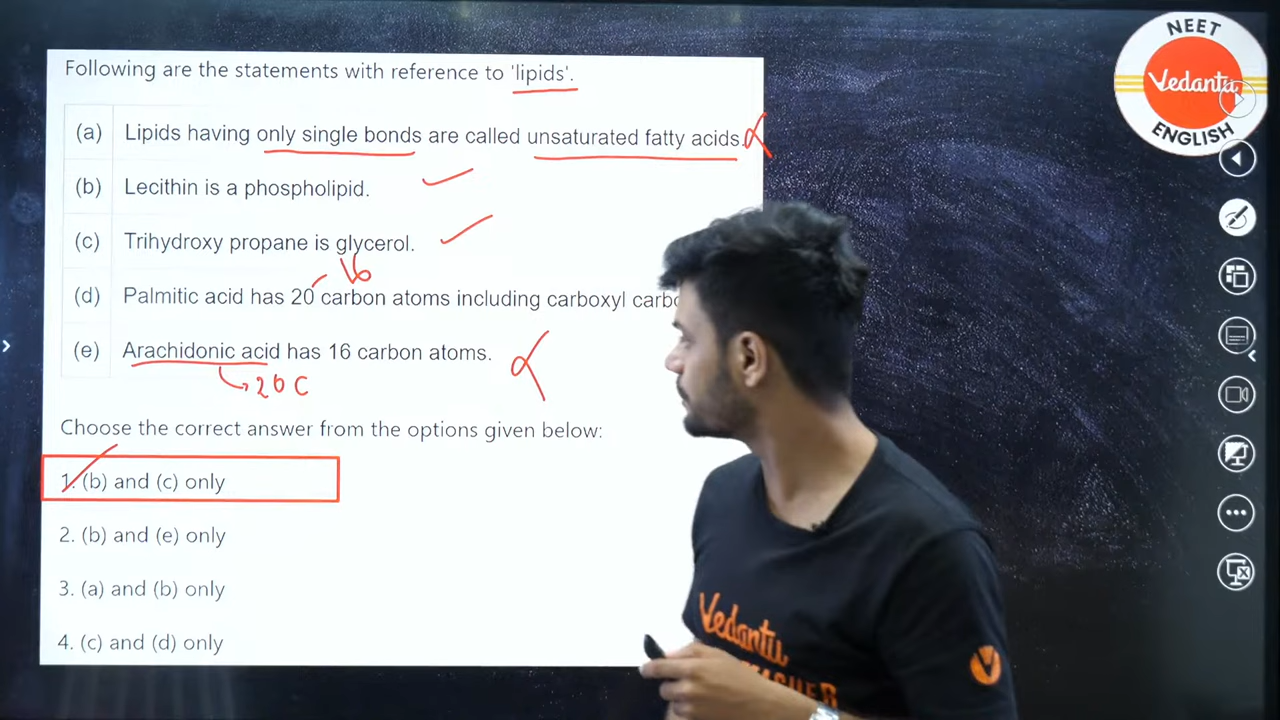 NEET
Vedantu
ENGLISH
Following are the statements with reference to 'lipids'.
(a) Lipids having only single bonds are called unsaturated fatty acids.
(b) Lecithin is a phospholipid.
(c) Trihydroxy propane is glycerol.
16
(d) Palmitic acid has 20 carbon atoms including carboxyl
(e) Arachidonic acid has 16 carbon atoms.
20 C
Choose the correct answer from the options given below:
1. (b) and (c) only
2. (b) and (e) only
3. (a) and (b) only
4. (c) and (d) only
Vedantu